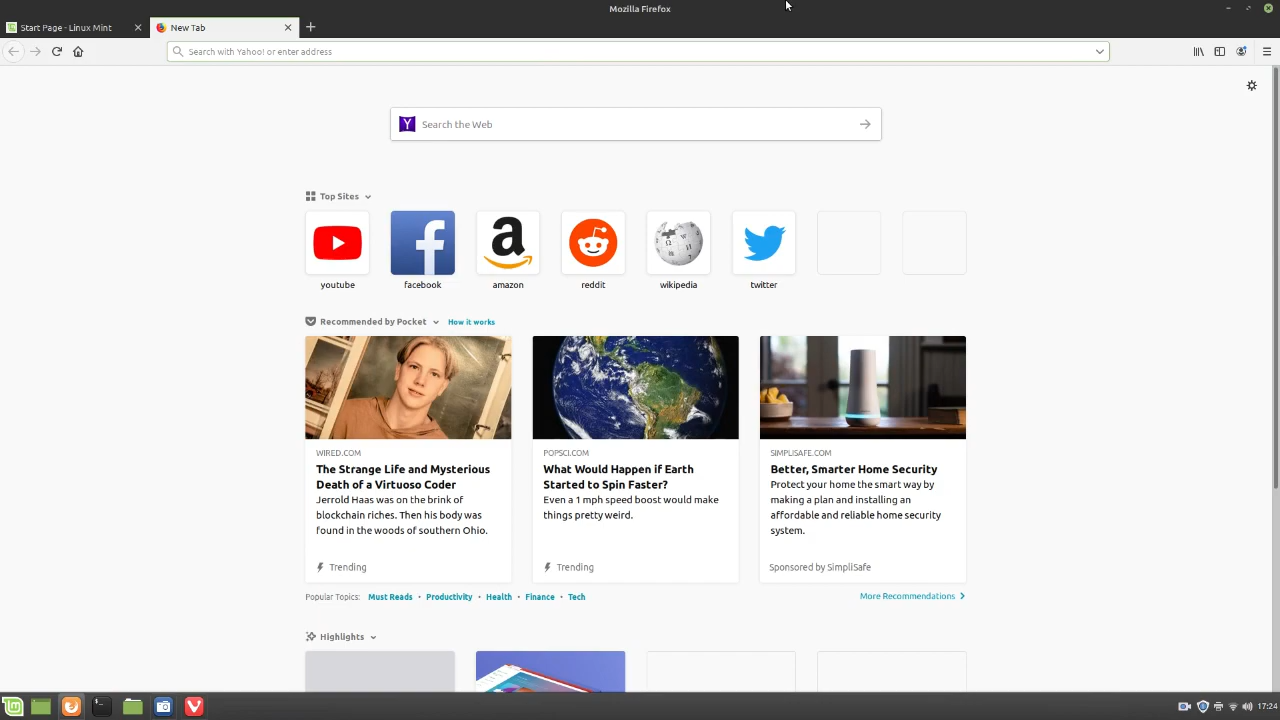 Mozilla Firefox
Start Page - Linux Mint
New Tab
Search with Yahoo! or enter address
Y Search the Web
Top Sites
youtube
facebook
amazon
reddit
wikipedia
twitter
Recommended by Pocket How it works
WIRED.COM
The Strange Life and Mysterious
Death of a Virtuoso Coder
Jerrold Haas was on the brink of
blockchain riches. Then his body was
found in the woods of southern Ohio.
Trending
POPSCI.COM
What Would Happen if Earth
Started to Spin Faster?
Even a 1 mph speed boost would make
things pretty weird.
Trending
SIMPLISAFE.COM
Better, Smarter Home Security
Protect your home the smart way by
making a plan and installing an
affordable and reliable home security
system.
Sponsored by SimpliSafe
Popular Topics: Must Reads • Productivity • Health • Finance • Tech
More Recommendations
Highlights
17:24